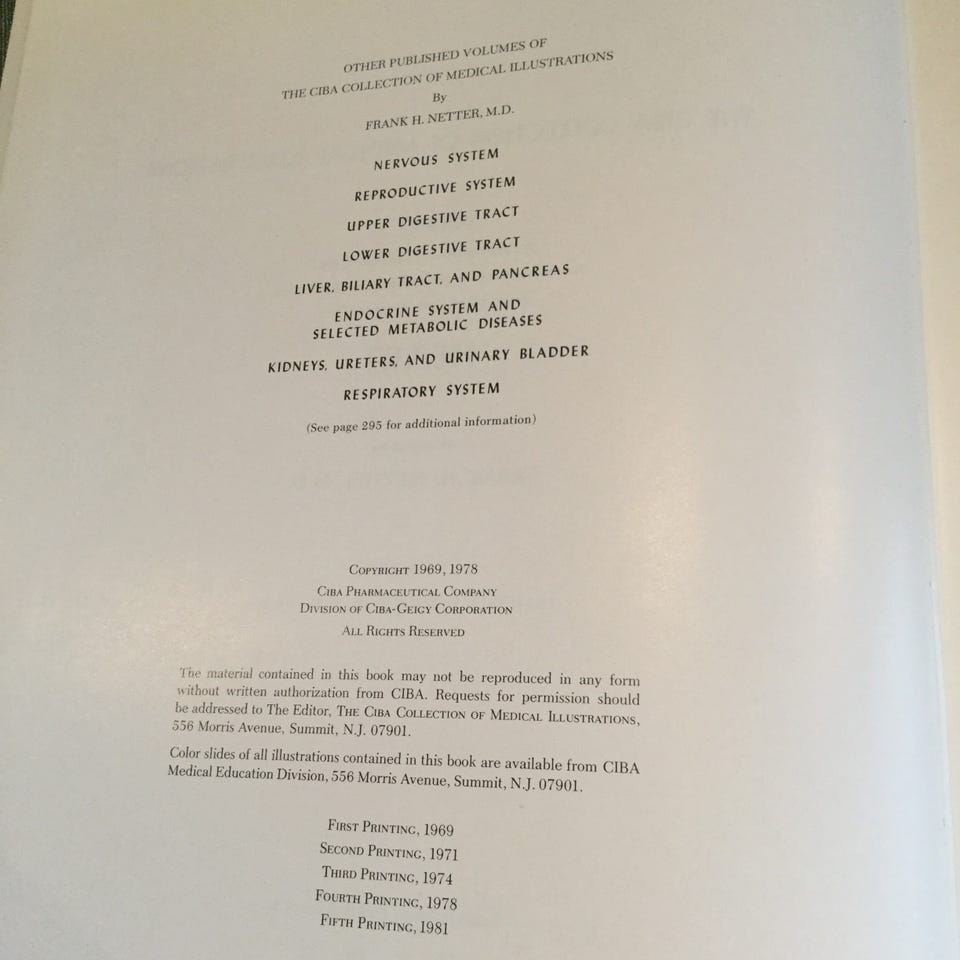 OTHER PUBLISHED VOLUMES OF
THE CIBA COLLECTION OF MEDICAL ILLUSTRATIONS
By
FRANK H. NETTER, M.D.
NERVOUS SYSTEM
REPRODUCTIVE SYSTEM
UPPER DIGESTIVE TRACT
LOWER DIGESTIVE TRACT
LIVER, BILIARY TRACT, AND PANCREAS
ENDOCRINE SYSTEM AND
SELECTED METABOLIC DISEASES
KIDNEYS, URETERS, AND URINARY BLADDER
RESPIRATORY SYSTEM
(See page 295 for additional information)
COPYRIGHT 1969, 1978
CIBA PHARMACEUTICAL COMPANY
DIVISION OF CIBA-GEIGY CORPORATION
ALL RIGHTS RESERVED
The material contained in this book may not be reproduced in any form
without written authorization from CIBA. Requests for permission should
be addressed to The Editor, THE CIBA COLLECTION OF MEDICAL ILLUSTRATIONS,
556 Morris Avenue, Summit, N.J. 07901.
Color slides of all illustrations contained in this book are available from CIBA
Medical Education Division, 556 Morris Avenue, Summit, N.J. 07901.
FIRST PRINTING, 1969
SECOND PRINTING, 1971
THIRD PRINTING, 1974
FOURTH PRINTING, 1978
FIFTH PRINTING, 1981